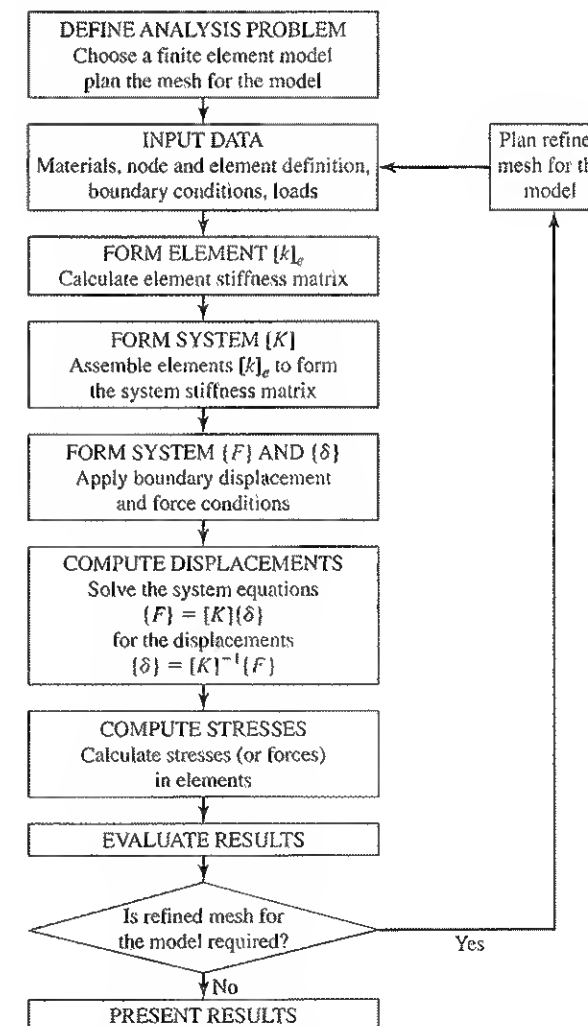 DEFINE ANALYSIS PROBLEM
Choose a finite element model
plan the mesh for the model
INPUT DATA
Materials, node and element definition,
boundary conditions, loads
Plan refine
mesh for th
model
FORM ELEMENT [k]e
Calculate element stiffness matrix
FORM SYSTEM [K]
Assemble elements [k]e to form
the system stiffness matrix
FORM SYSTEM {F} AND {δ}
Apply boundary displacement
and force conditions
COMPUTE DISPLACEMENTS
Solve the system equations
{F} = [K]{δ}
for the displacements
{δ} = [K]⁻¹{F}
COMPUTE STRESSES
Calculate stresses (or forces)
in elements
EVALUATE RESULTS
Is refined mesh for
the model required?
Yes
No
PRESENT RESULTS